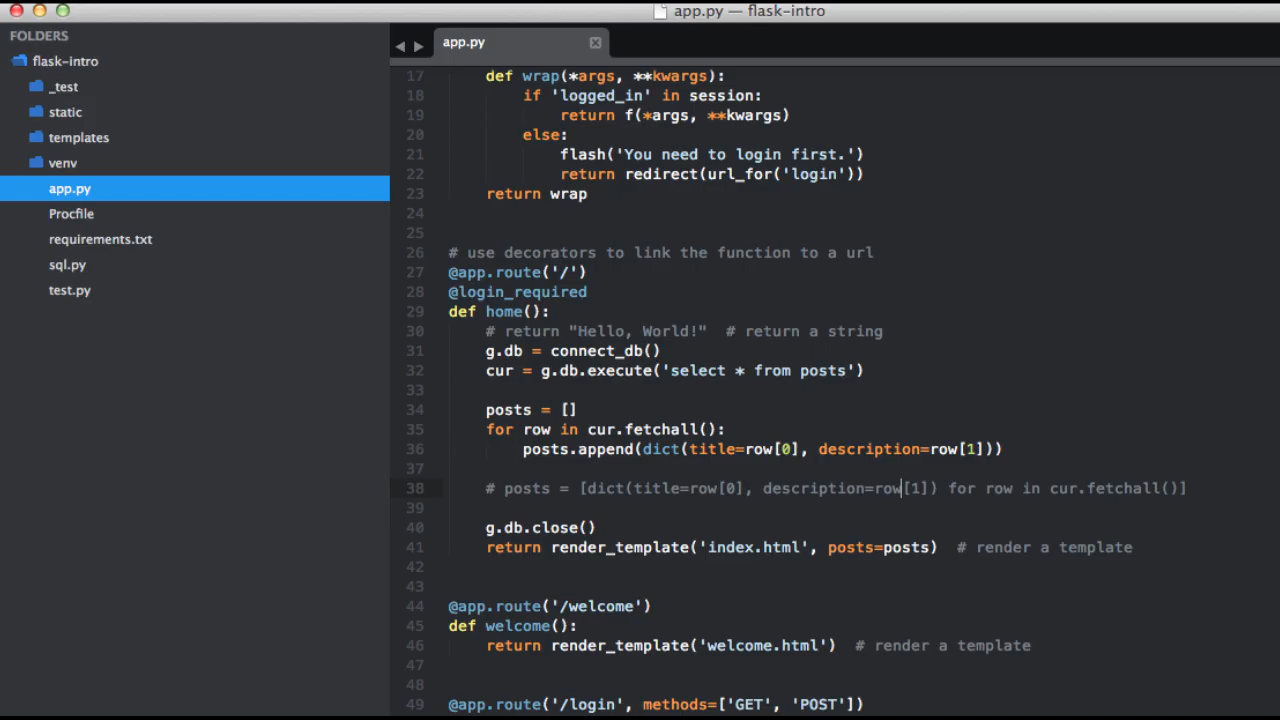 app.py — flask-intro
FOLDERS
flask-intro
_test
static
templates
venv
app.py
Procfile
requirements.txt
sql.py
test.py
app.py
17 def wrap(*args, **kwargs):
18 if 'logged_in' in session:
19 return f(*args, **kwargs)
20 else:
21 flash('You need to login first.')
22 return redirect(url_for('login'))
23 return wrap
24
25
26 # use decorators to link the function to a url
27 @app.route('/')
28 @login_required
29 def home():
30 # return "Hello, World!"  # return a string
31 g.db = connect_db()
32 cur = g.db.execute('select * from posts')
33
34 posts = []
35 for row in cur.fetchall():
36 posts.append(dict(title=row[0], description=row[1]))
37
38 # posts = [dict(title=row[0], description=row[1]) for row in cur.fetchall()]
39
40 g.db.close()
41 return render_template('index.html', posts=posts)  # render a template
42
43
44 @app.route('/welcome')
45 def welcome():
46 return render_template('welcome.html')  # render a template
47
48
49 @app.route('/login', methods=['GET', 'POST'])